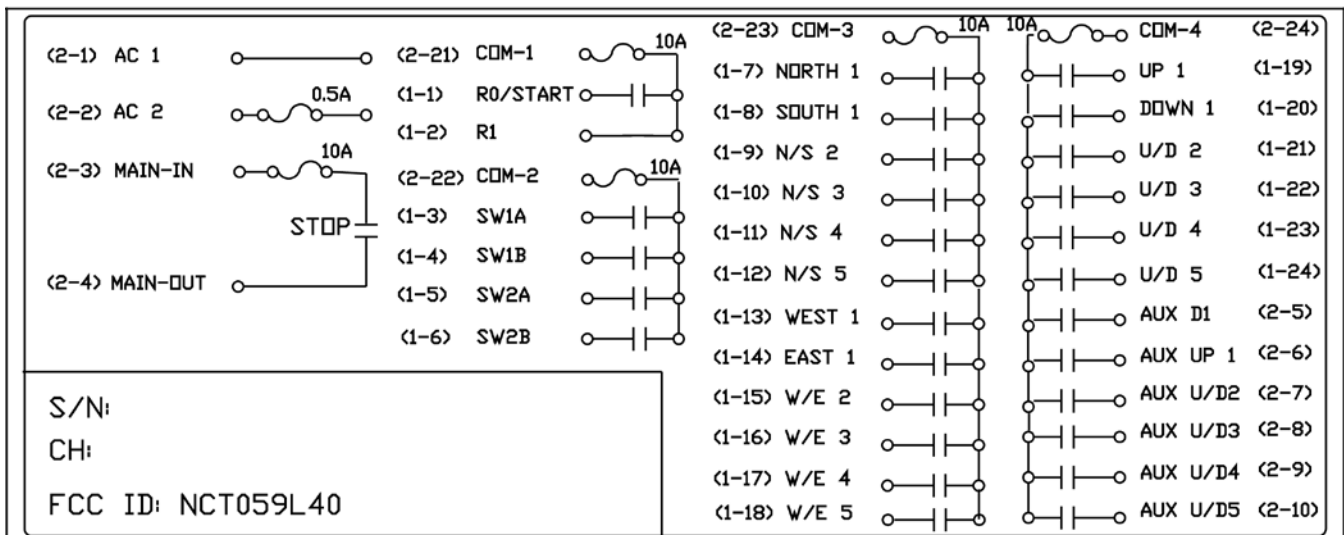 (2-1) AC 1
(2-2) AC 2
0.5A
(2-3) MAIN-IN
10A
STOP
(2-4) MAIN-OUT
(2-21) COM-1
10A
(1-1) R0/START
(1-2) R1
(2-22) COM-2
10A
(1-3) SW1A
(1-4) SW1B
(1-5) SW2A
(1-6) SW2B
(2-23) COM-3
10A
(1-7) NORTH 1
(1-8) SOUTH 1
(1-9) N/S 2
(1-10) N/S 3
(1-11) N/S 4
(1-12) N/S 5
(1-13) WEST 1
(1-14) EAST 1
(1-15) W/E 2
(1-16) W/E 3
(1-17) W/E 4
(1-18) W/E 5
10A
COM-4 (2-24)
UP 1 (1-19)
DOWN 1 (1-20)
U/D 2 (1-21)
U/D 3 (1-22)
U/D 4 (1-23)
U/D 5 (1-24)
AUX D1 (2-5)
AUX UP 1 (2-6)
AUX U/D2 (2-7)
AUX U/D3 (2-8)
AUX U/D4 (2-9)
AUX U/D5 (2-10)
S/N:
CH:
FCC ID: NCT059L40